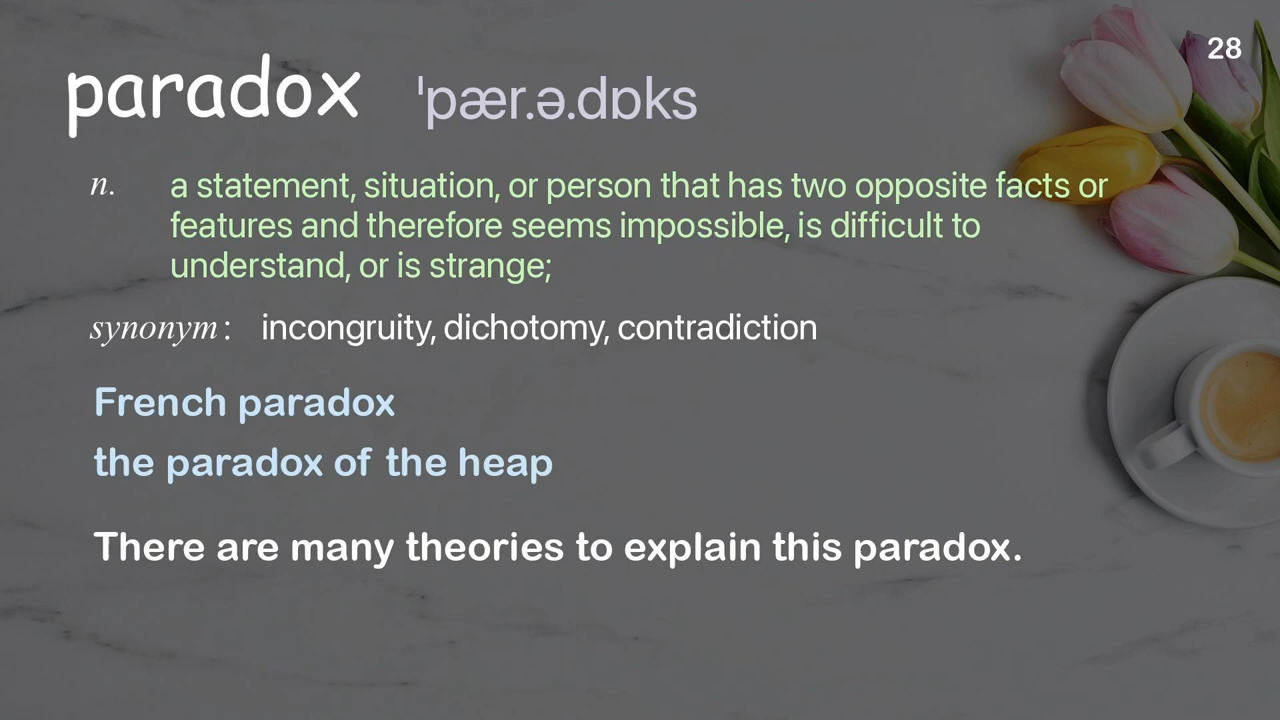 28
paradox ˈpær.ə.dɒks
n. a statement, situation, or person that has two opposite facts or
features and therefore seems impossible, is difficult to
understand, or is strange;
synonym: incongruity, dichotomy, contradiction
French paradox
the paradox of the heap
There are many theories to explain this paradox.